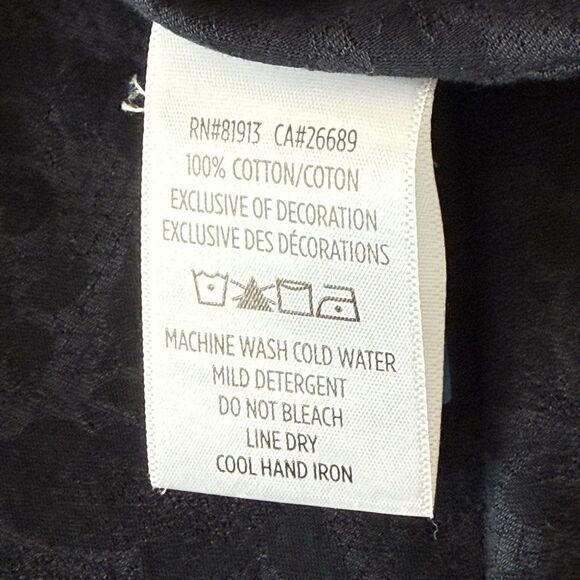 RN#81913 CA#26689
100% COTTON/COTON
EXCLUSIVE OF DECORATION
EXCLUSIVE DES DÉCORATIONS
MACHINE WASH COLD WATER
MILD DETERGENT
DO NOT BLEACH
LINE DRY
COOL HAND IRON